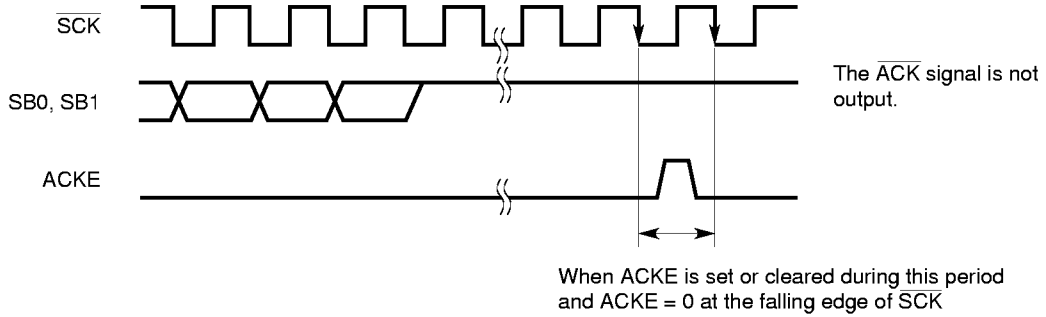 SCK
SB0, SB1
ACKE
The ACK signal is not
output.
When ACKE is set or cleared during this period
and ACKE = 0 at the falling edge of SCK